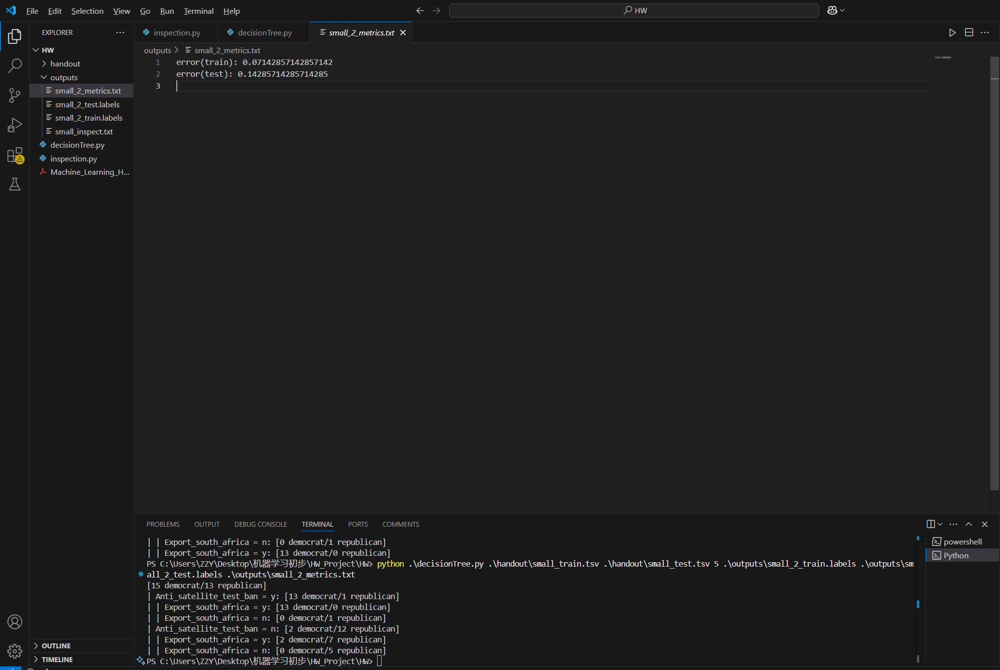 File Edit Selection View Go Run Terminal Help
HW
EXPLORER
HW
handout
outputs
small_2_metrics.txt
small_2_test.labels
small_2_train.labels
small_inspect.txt
decisionTree.py
inspection.py
Machine_Learning_H...
OUTLINE
TIMELINE
inspection.py decisionTree.py small_2_metrics.txt
outputs > small_2_metrics.txt
1 error(train): 0.07142857142857142
2 error(test): 0.14285714285714285
3
PROBLEMS OUTPUT DEBUG CONSOLE TERMINAL PORTS COMMENTS
| | Export_south_africa = n: [0 democrat/1 republican]
| | Export_south_africa = y: [13 democrat/0 republican]
PS C:\Users\ZZY\Desktop\机器学习初步\HW_Project\HW> python .\decisionTree.py .\handout\small_train.tsv .\handout\small_test.tsv 5 .\outputs\small_2_train.labels .\outputs\sm
all_2_test.labels .\outputs\small_2_metrics.txt
[15 democrat/13 republican]
| Anti_satellite_test_ban = y: [13 democrat/1 republican]
| | Export_south_africa = y: [13 democrat/0 republican]
| | Export_south_africa = n: [0 democrat/1 republican]
| Anti_satellite_test_ban = n: [2 democrat/12 republican]
| | Export_south_africa = y: [2 democrat/7 republican]
| | Export_south_africa = n: [0 democrat/5 republican]
PS C:\Users\ZZY\Desktop\机器学习初步\HW_Project\HW>
powershell
Python